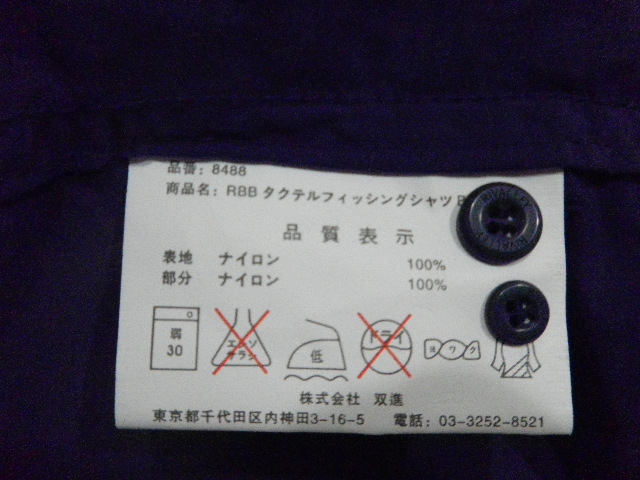 品番: 8488
商品名: RBB タクテルフィッシングシャツ
品質表示
表地 ナイロン 100%
部分 ナイロン 100%
弱 30
エンソ サラシ
低
ドライ
ヨワク
株式会社 双進
東京都千代田区内神田3-16-5 電話: 03-3252-8521